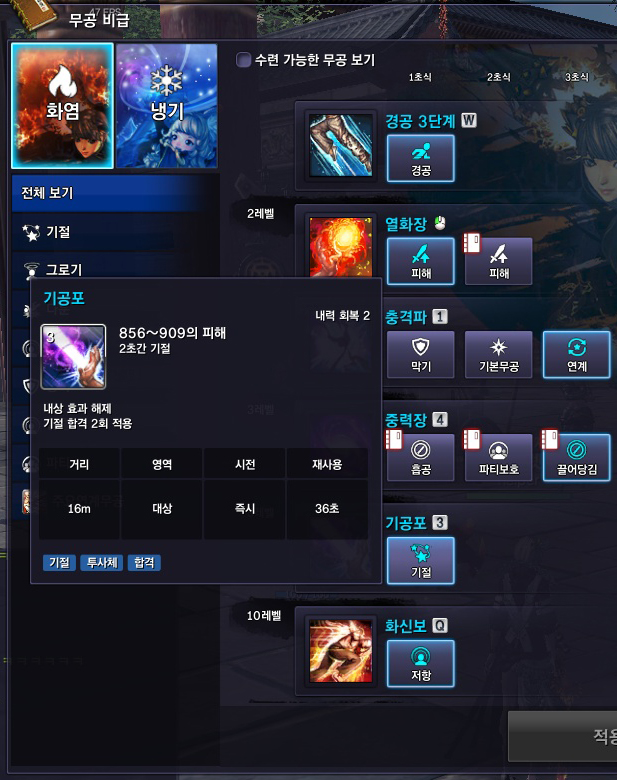 47 FPS
무공 비급
화염
냉기
수련 가능한 무공 보기
1초식
2초식
3초식
전체 보기
기절
그로기
경공 3단계 W
경공
2레벨
열화장
피해
피해
충격파 1
막기
기본무공
연계
중력장 4
흡공
파티보호
끌어당김
기공포 3
기절
10레벨
화신보 Q
저항
기공포
내력 회복 2
3
856~909의 피해
2초간 기절
내상 효과 해제
기절 합격 2회 적용
거리
영역
시전
재사용
16m
대상
즉시
36초
기절
투사체
합격
3레벨